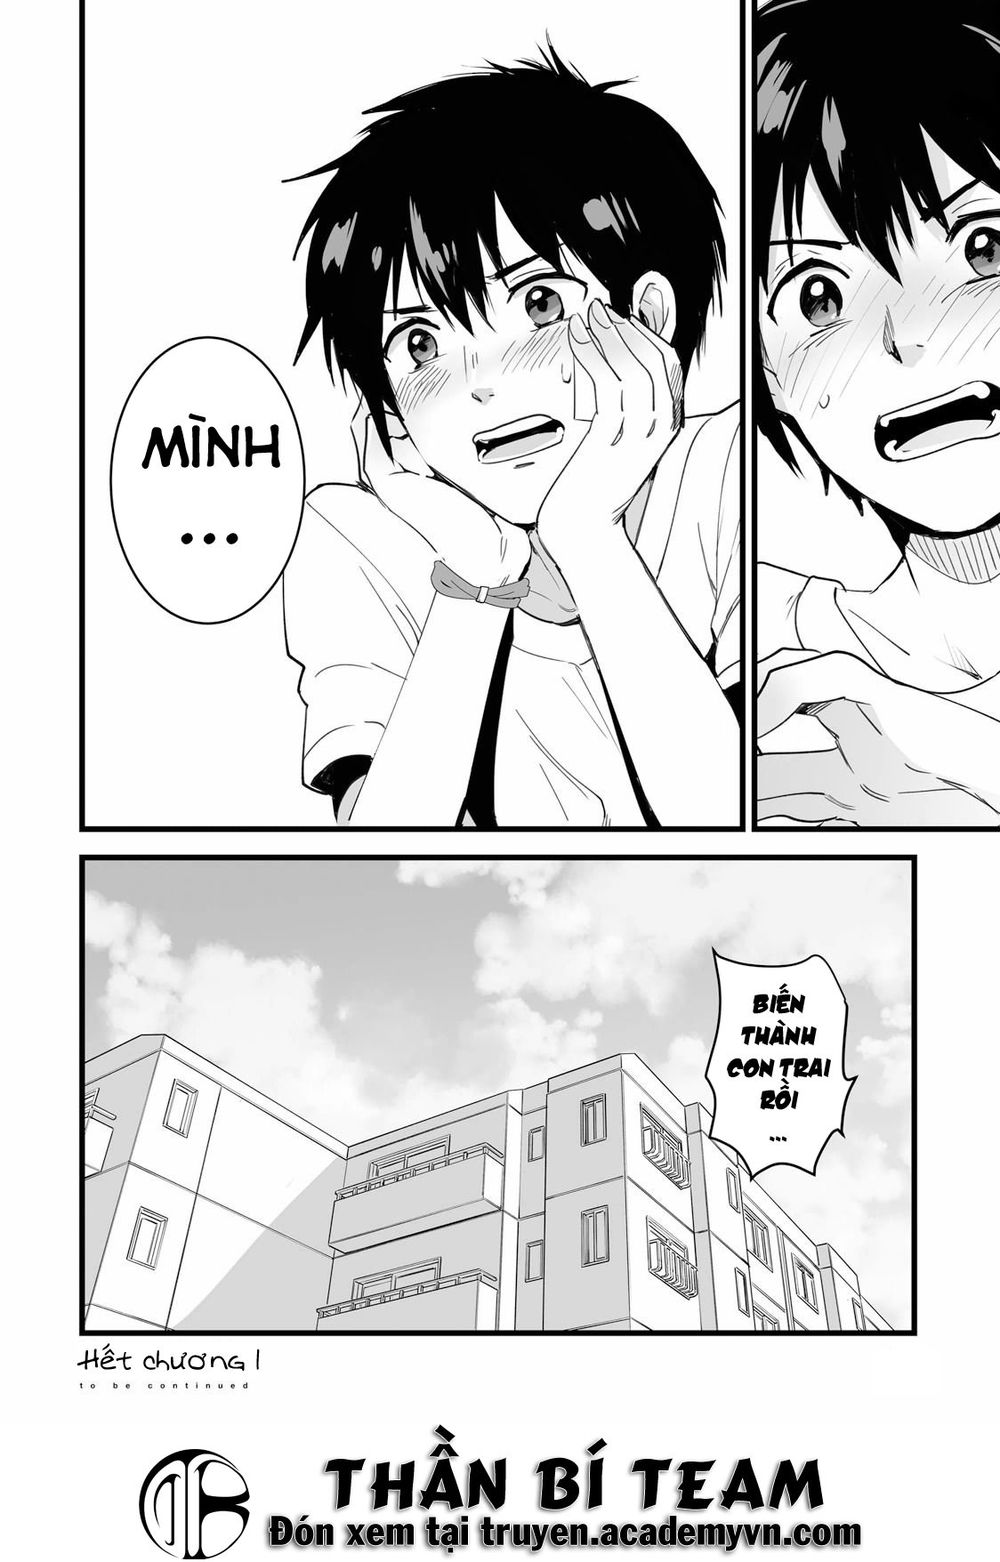 MÌNH
...
BIẾN
THÀNH
CON TRAI
RỒI
...
Hết chương 1
to be continued
THẦN BÍ TEAM
Đón xem tại truyen.academyvn.com